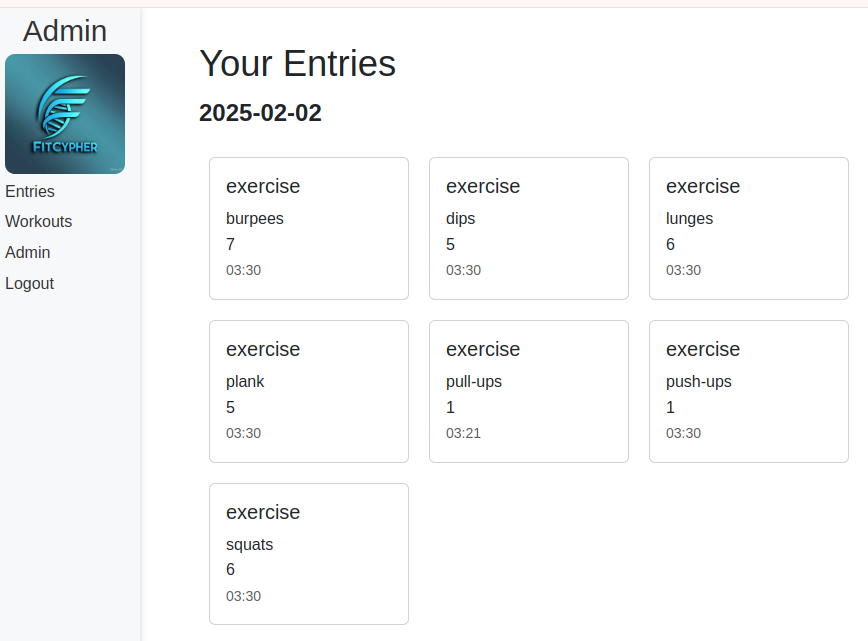 Admin
FITCYPHER
Entries
Workouts
Admin
Logout
Your Entries
2025-02-02
exercise
burpees
7
03:30
exercise
dips
5
03:30
exercise
lunges
6
03:30
exercise
plank
5
03:30
exercise
pull-ups
1
03:21
exercise
push-ups
1
03:30
exercise
squats
6
03:30